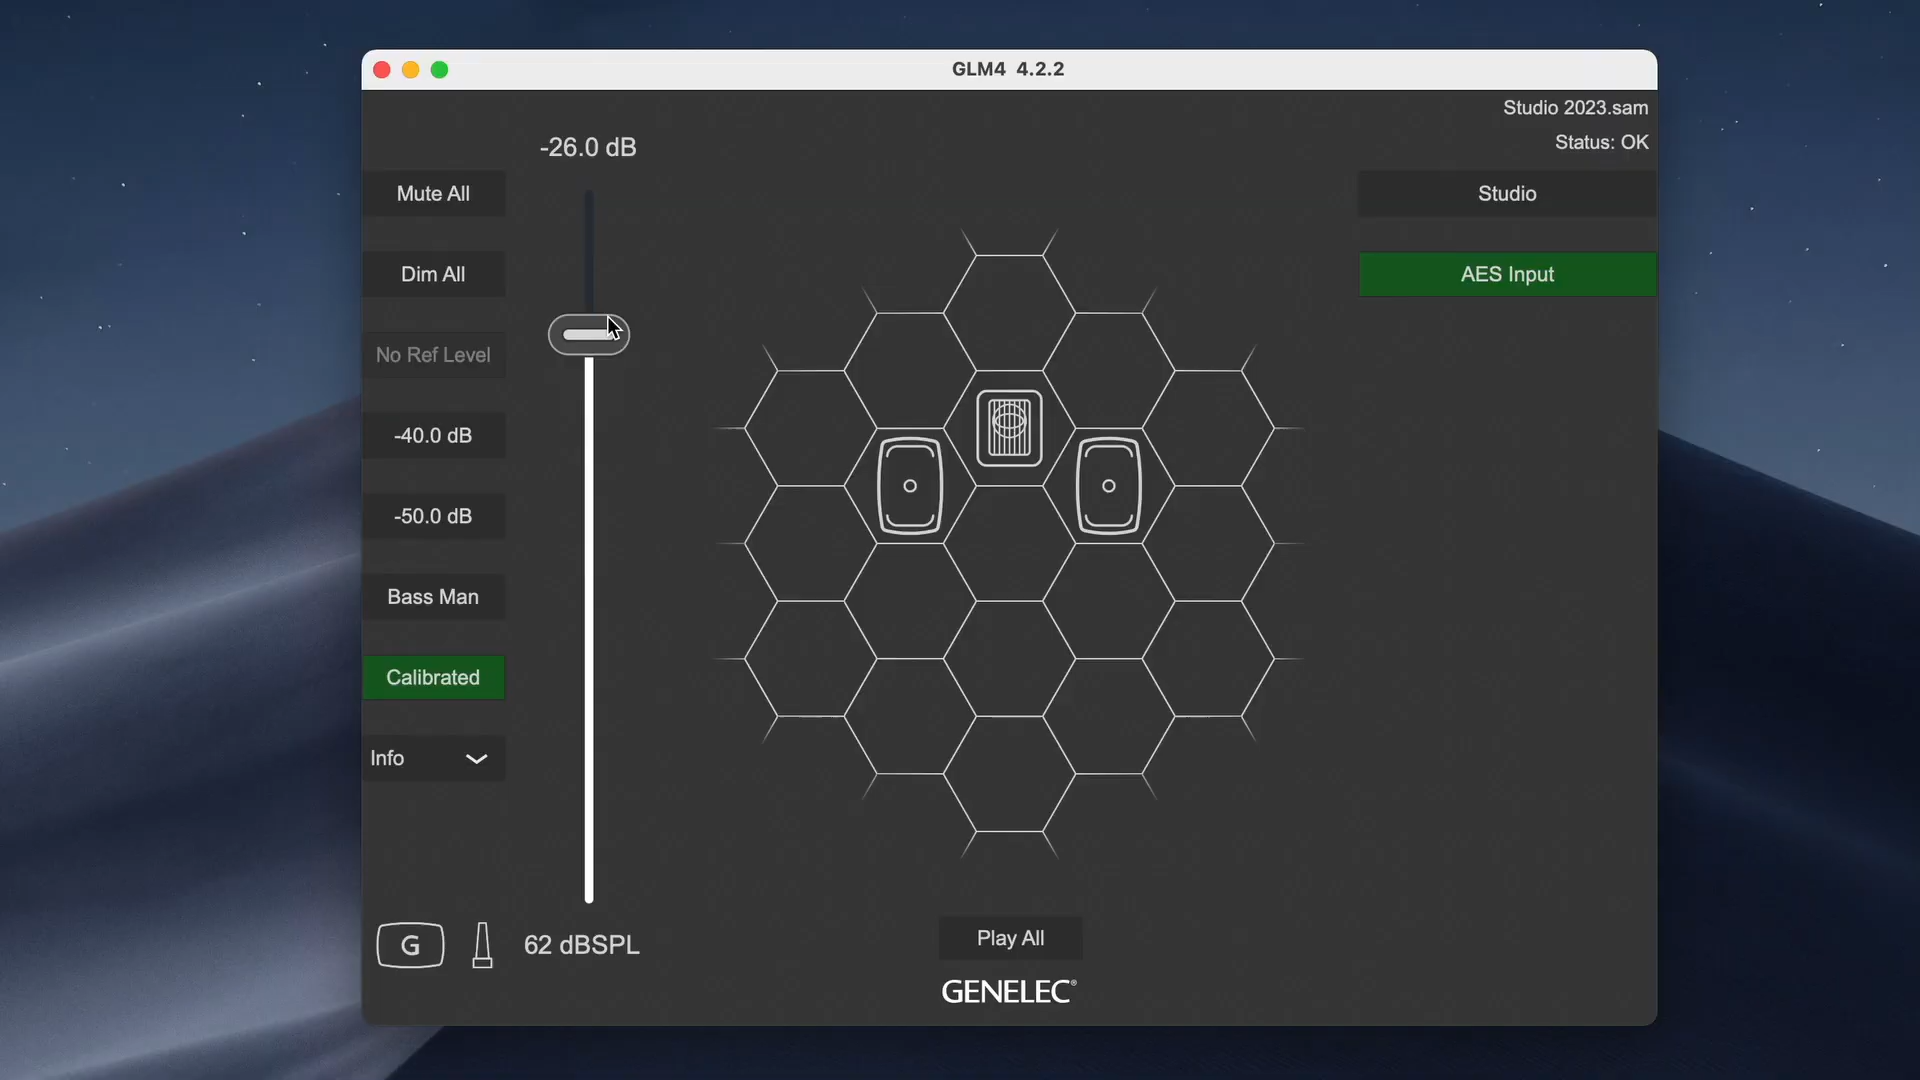 GLM4 4.2.2
Studio 2023.sam
Status: OK
-26.0 dB
Mute All
Dim All
No Ref Level
-40.0 dB
-50.0 dB
Bass Man
Calibrated
Info
G
62 dBSPL
Studio
AES Input
Play All
GENELEC®